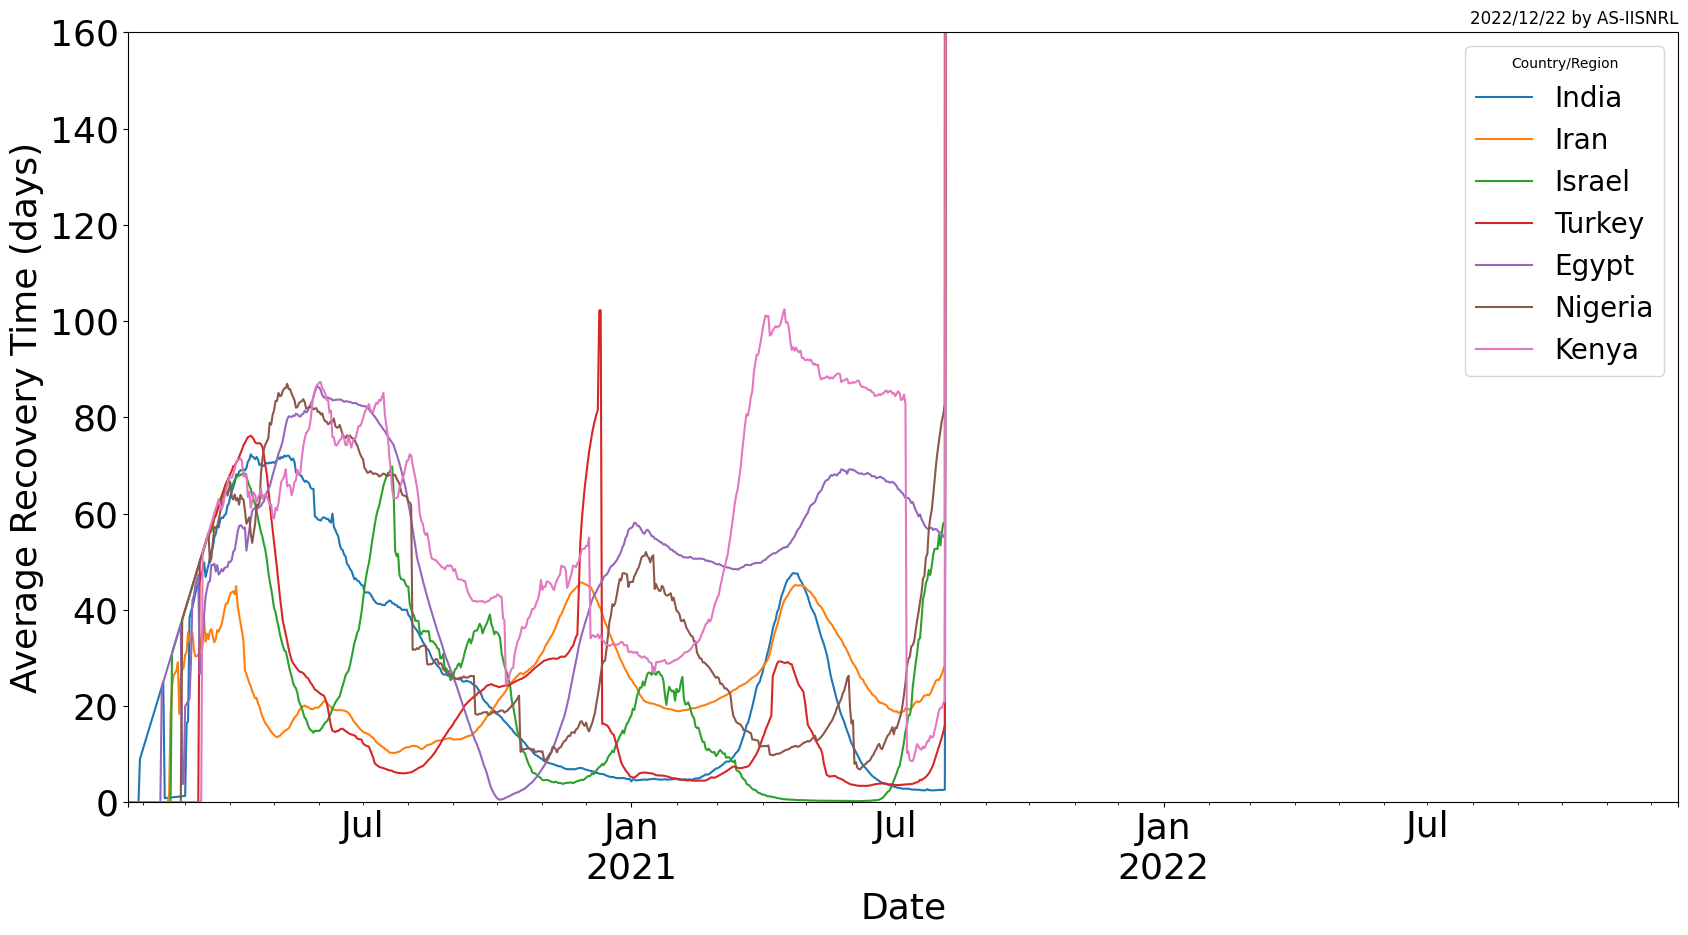 2022/12/22 by AS-IISNRL
160
140
120
100
80
60
40
20
0
Average Recovery Time (days)
Country/Region
India
Iran
Israel
Turkey
Egypt
Nigeria
Kenya
Jul
Jan
2021
Jul
Jan
2022
Jul
Date